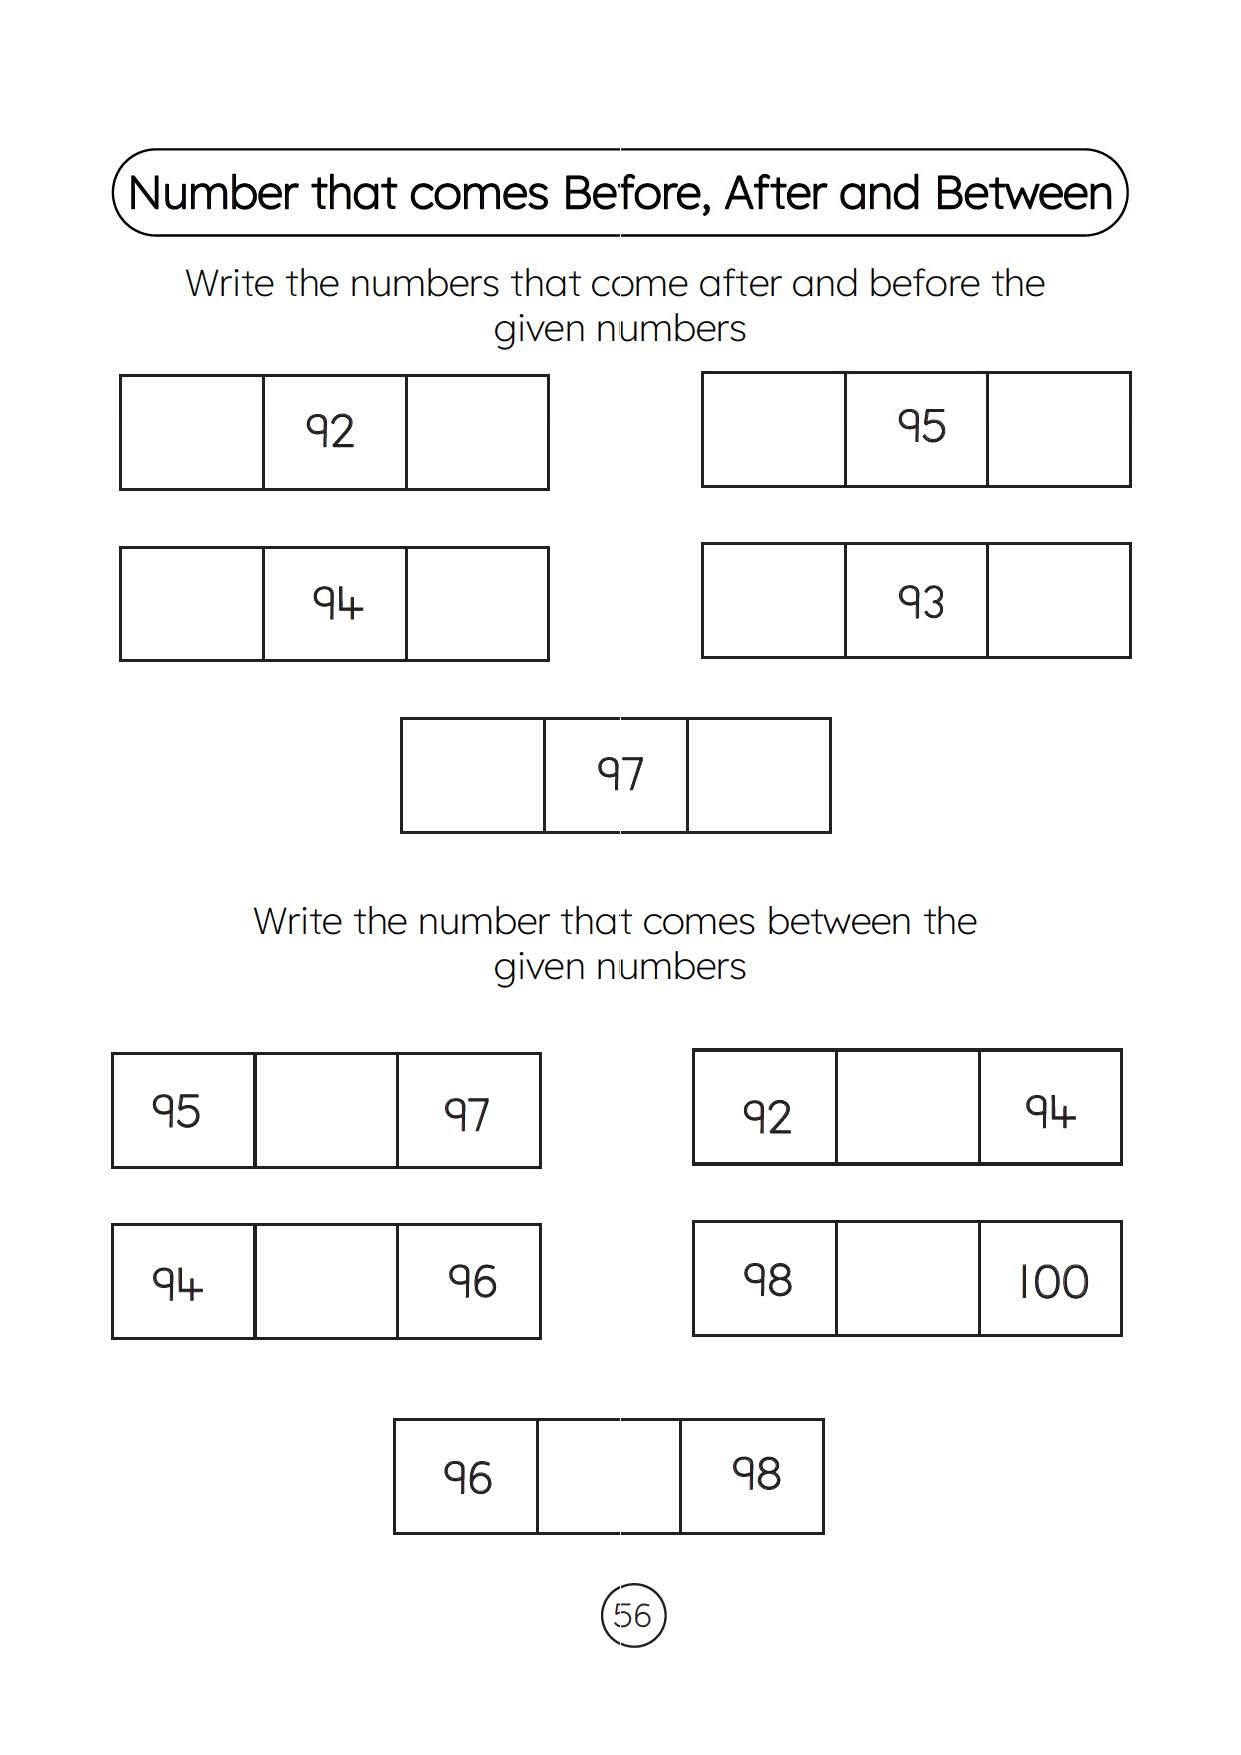 Number that comes Before, After and Between
Write the numbers that come after and before the
given numbers
92
95
94
93
97
Write the number that comes between the
given numbers
95 97
92 94
94 96
98 100
96 98
56